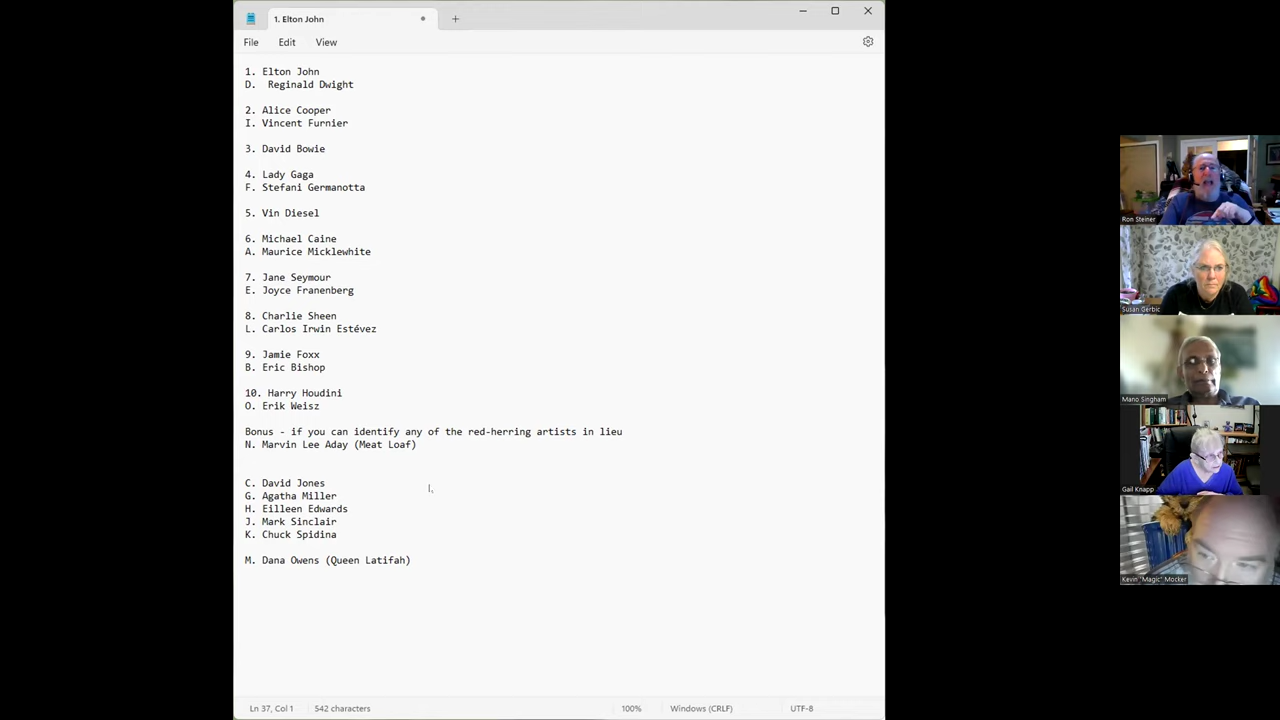 1. Elton John
File Edit View
1. Elton John
D. Reginald Dwight
2. Alice Cooper
I. Vincent Furnier
3. David Bowie
4. Lady Gaga
F. Stefani Germanotta
5. Vin Diesel
6. Michael Caine
A. Maurice Micklewhite
7. Jane Seymour
E. Joyce Franenberg
8. Charlie Sheen
L. Carlos Irwin Estévez
9. Jamie Foxx
B. Eric Bishop
10. Harry Houdini
O. Erik Weisz
Bonus - if you can identify any of the red-herring artists in lieu
N. Marvin Lee Aday (Meat Loaf)
C. David Jones
G. Agatha Miller
H. Eilleen Edwards
J. Mark Sinclair
K. Chuck Spidina
M. Dana Owens (Queen Latifah)
Ln 37, Col 1 542 characters 100% Windows (CRLF) UTF-8
Ron Steiner
Susan Gerbic
Mano Singham
Gail Knapp
Kevin "Magic" Mocker